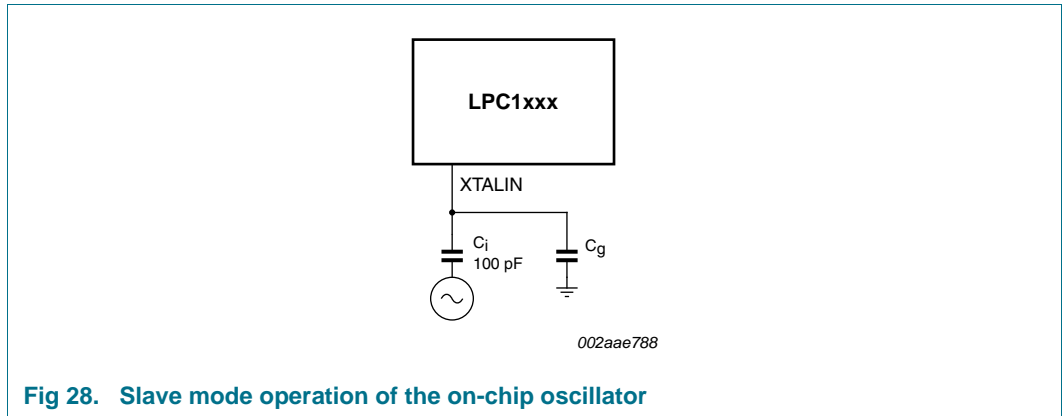 LPC1xxx
XTALIN
Ci
100 pF
Cg
002aae788
Fig 28. Slave mode operation of the on-chip oscillator